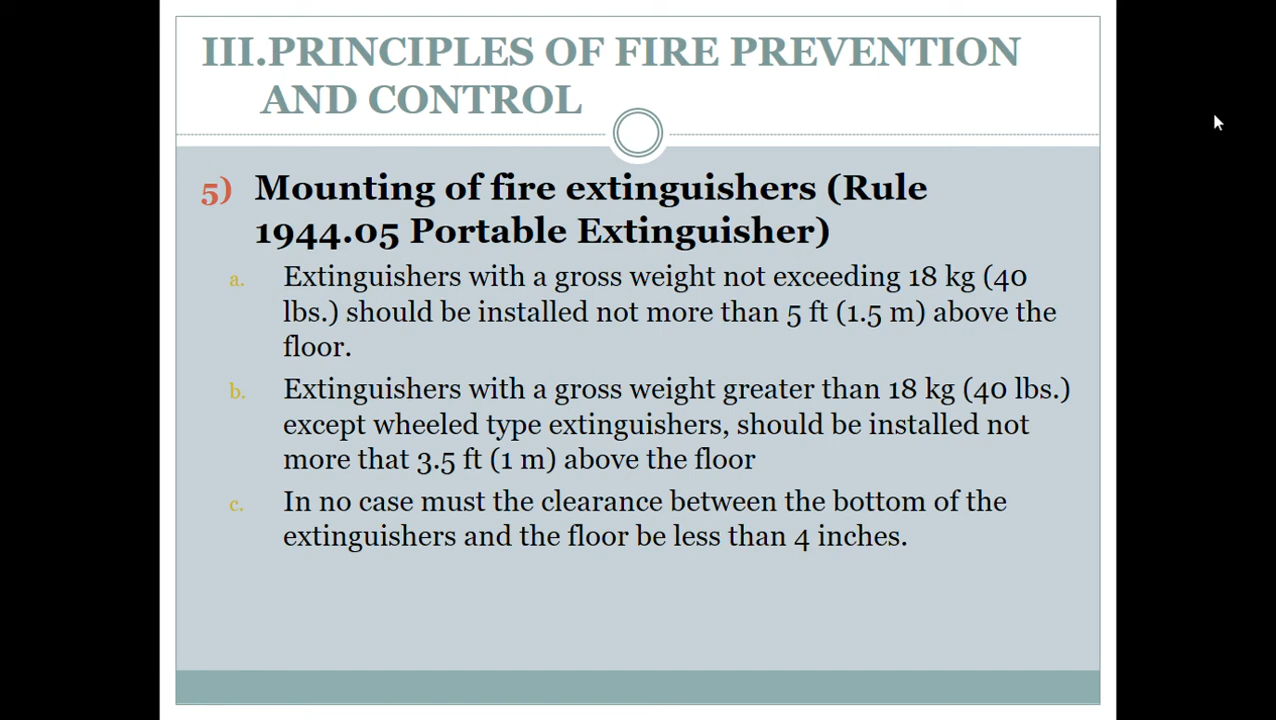 III.PRINCIPLES OF FIRE PREVENTION
AND CONTROL
5) Mounting of fire extinguishers (Rule
1944.05 Portable Extinguisher)
a. Extinguishers with a gross weight not exceeding 18 kg (40
lbs.) should be installed not more than 5 ft (1.5 m) above the
floor.
b. Extinguishers with a gross weight greater than 18 kg (40 lbs.)
except wheeled type extinguishers, should be installed not
more that 3.5 ft (1 m) above the floor
c. In no case must the clearance between the bottom of the
extinguishers and the floor be less than 4 inches.